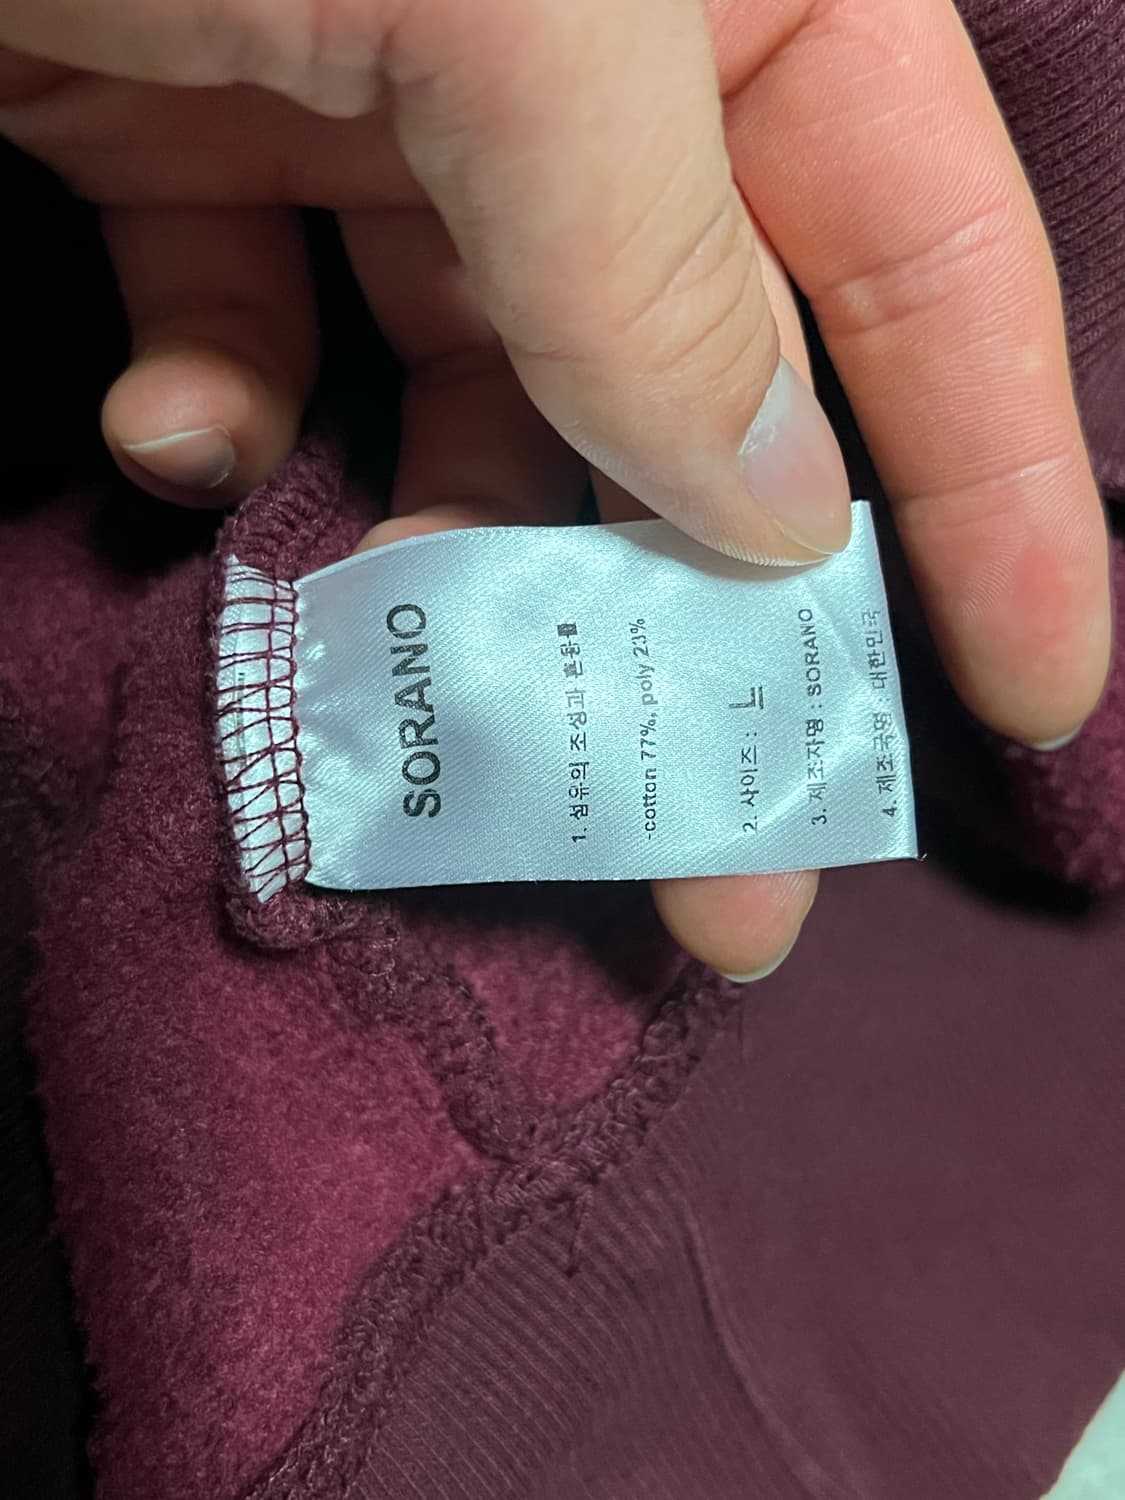 SORANO
1. 섬유의 조성과 혼용률
-cotton 77%, poly 23%
2. 사이즈 : L
3. 제조자명 : SORANO
4. 제조국명 대한민국